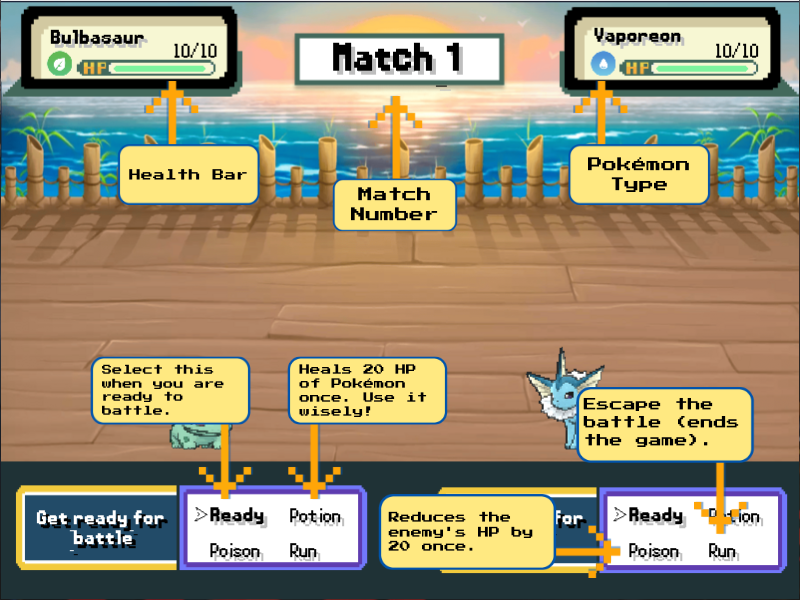 Bulbasaur
10/10
HP
Match 1
Vaporeon
10/10
HP
Health Bar
Match
Number
Pokémon
Type
Select this
when you are
ready to
battle.
Heals 20 HP
of Pokémon
once. Use it
wisely!
Escape the
battle (ends
the game).
Get ready for
battle
>Ready Potion
Poison Run
Reduces the
enemy's HP by
20 once.
for
>Ready Potion
Poison Run